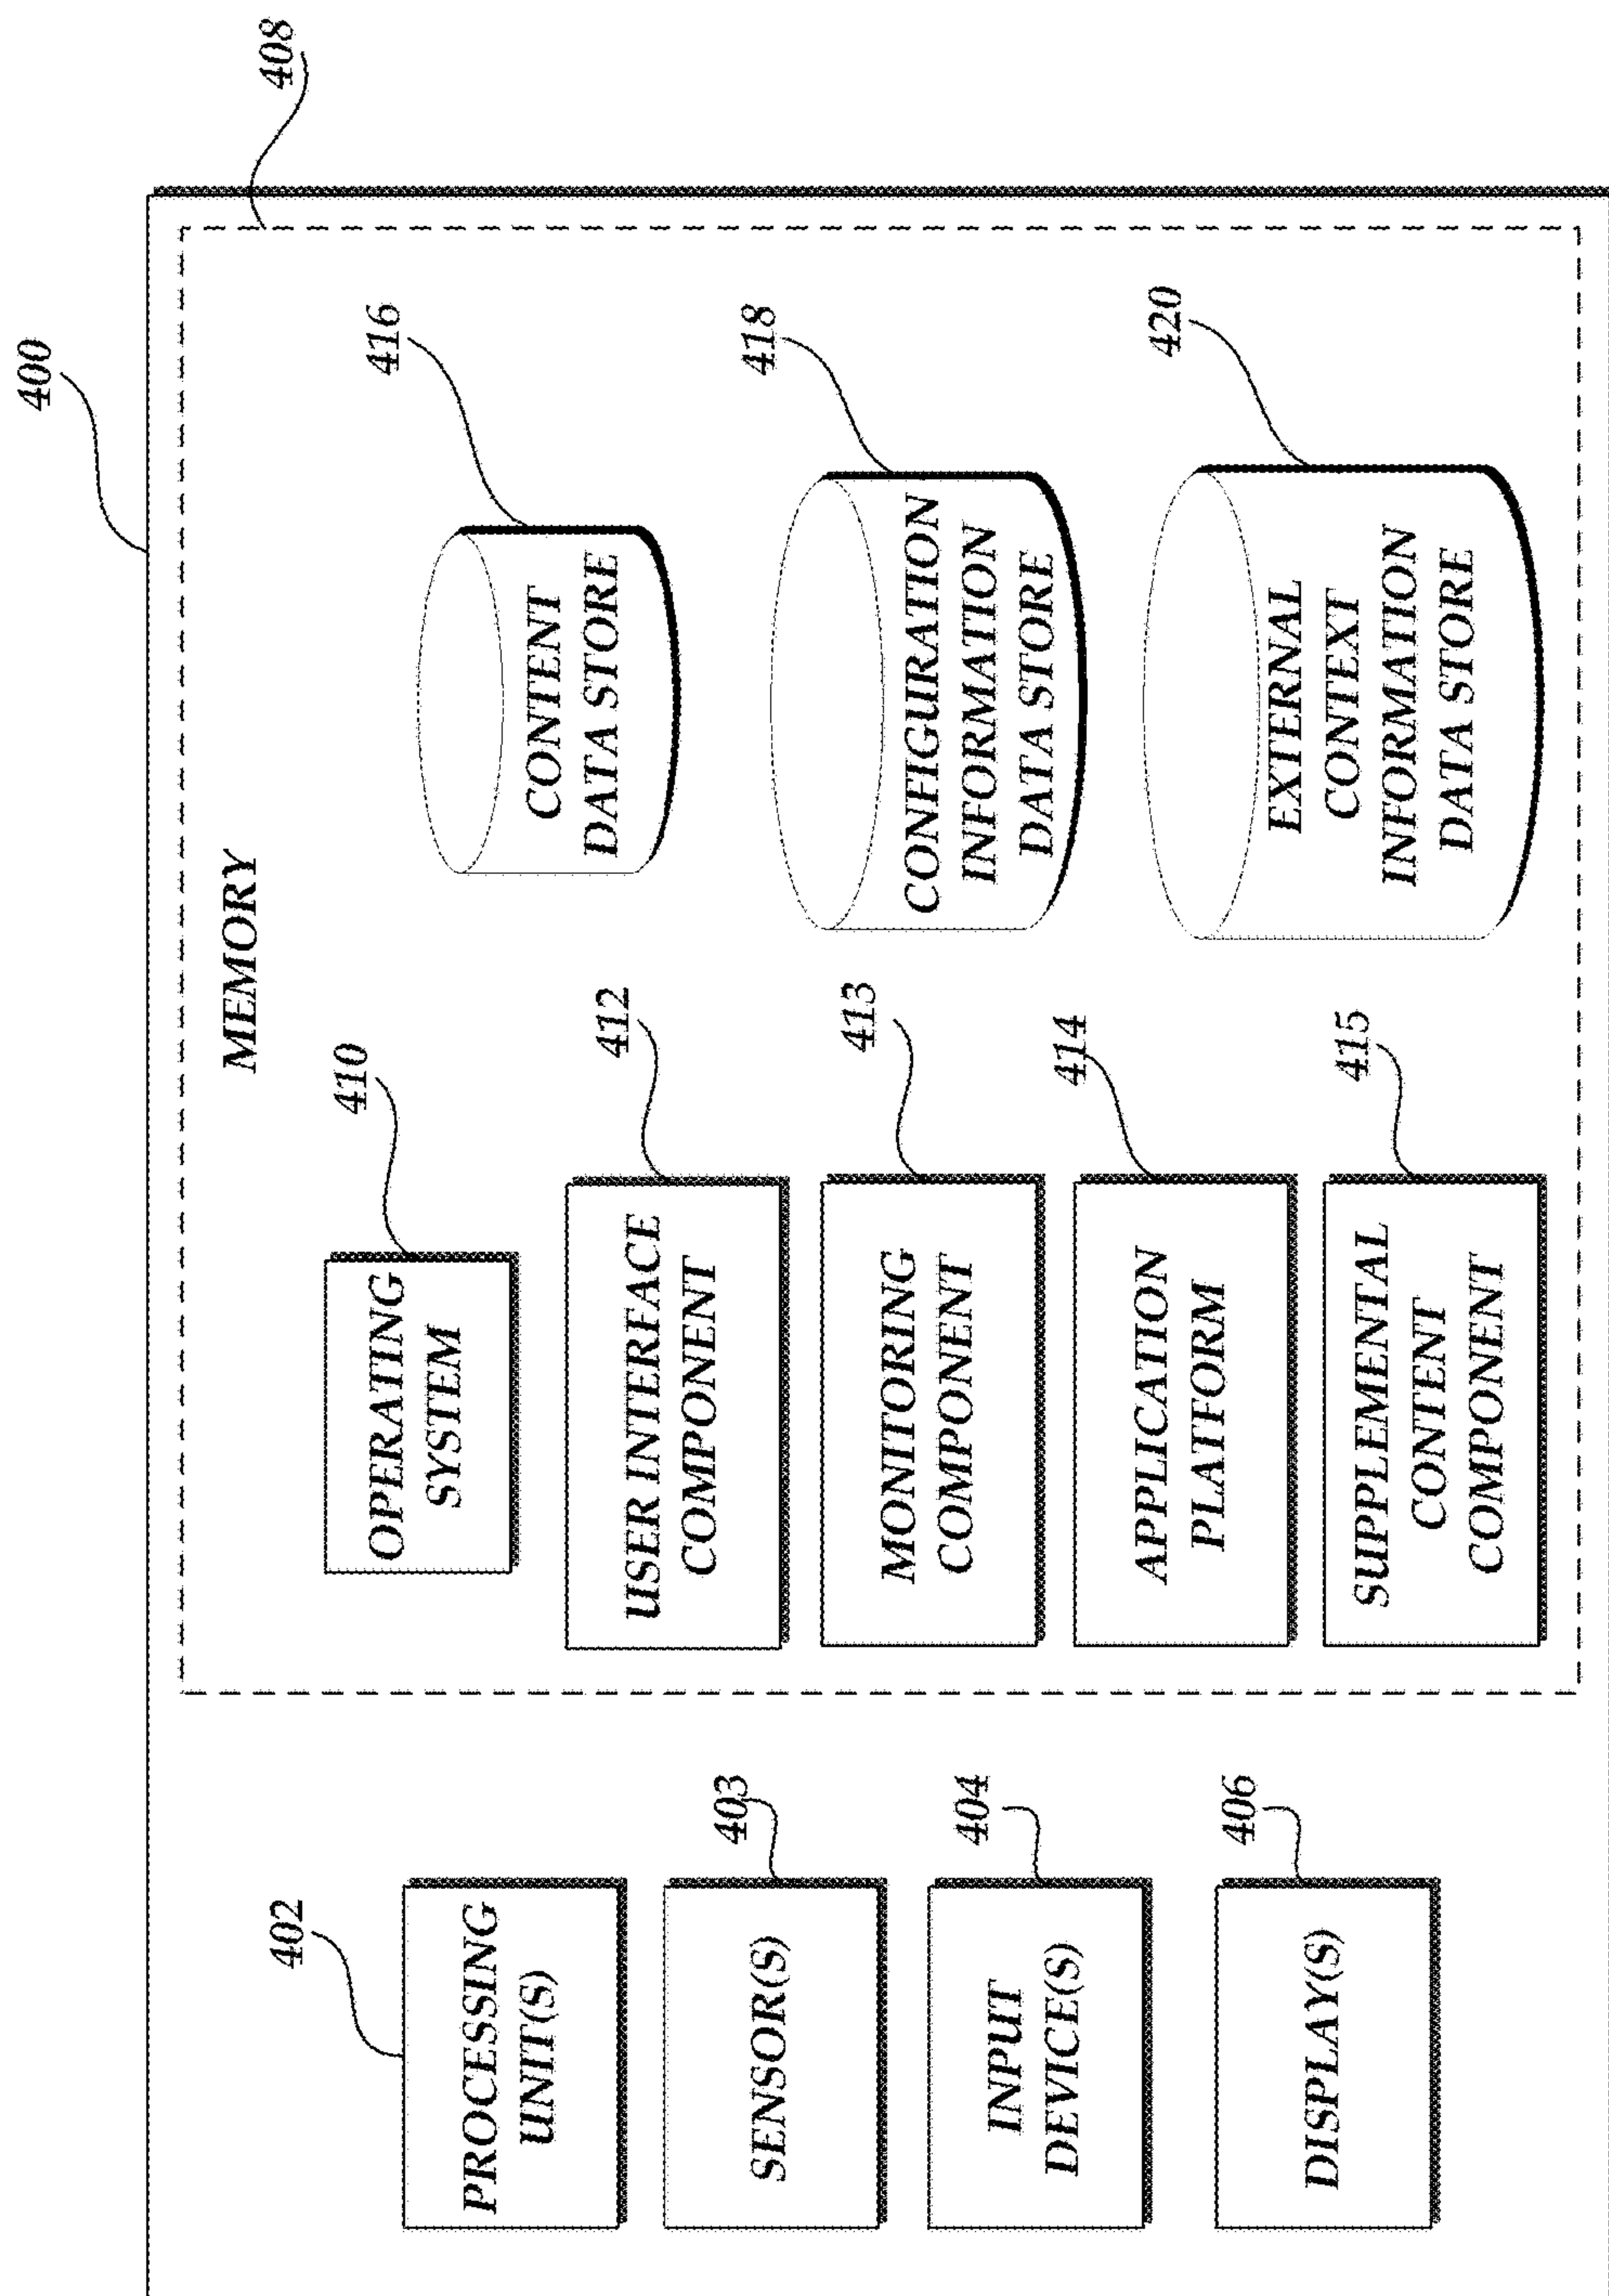 400
408
402
PROCESSING
UNIT(S)
403
SENSOR(S)
404
INPUT
DEVICE(S)
406
DISPLAY(S)
MEMORY
410
OPERATING
SYSTEM
412
USER INTERFACE
COMPONENT
413
MONITORING
COMPONENT
414
APPLICATION
PLATFORM
415
SUPPLEMENTAL
CONTENT
COMPONENT
416
CONTENT
DATA STORE
418
CONFIGURATION
INFORMATION
DATA STORE
420
EXTERNAL
CONTEXT
INFORMATION
DATA STORE